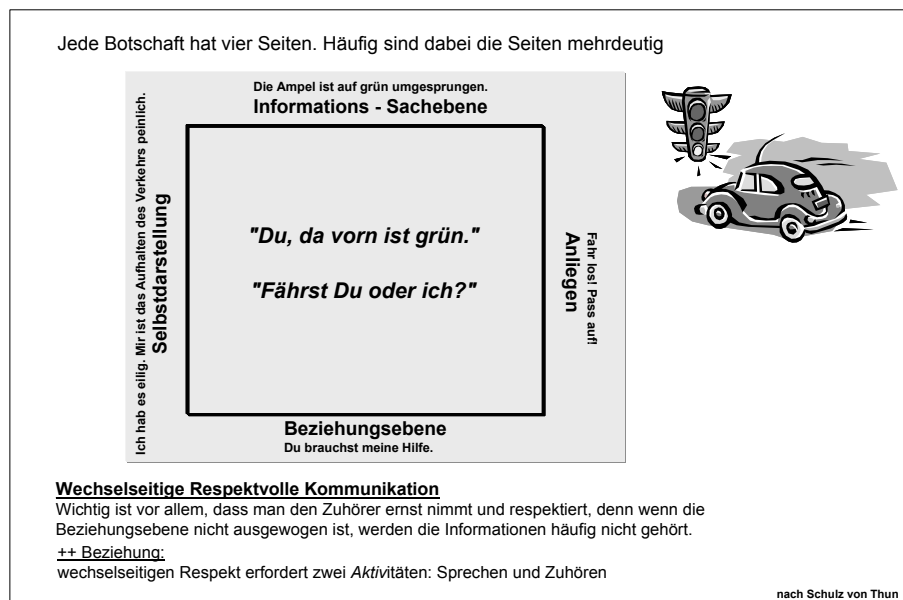 Jede Botschaft hat vier Seiten. Häufig sind dabei die Seiten mehrdeutig
Die Ampel ist auf grün umgesprungen.
Informations - Sachebene
Ich hab es eilig. Mir ist das Aufhalten des Verkehrs peinlich.
Selbstdarstellung
"Du, da vorn ist grün."
"Fährst Du oder ich?"
Anliegen
Fahr los! Pass auf!
Beziehungsebene
Du brauchst meine Hilfe.
Wechselseitige Respektvolle Kommunikation
Wichtig ist vor allem, dass man den Zuhörer ernst nimmt und respektiert, denn wenn die
Beziehungsebene nicht ausgewogen ist, werden die Informationen häufig nicht gehört.
++ Beziehung:
wechselseitigen Respekt erfordert zwei Aktivitäten: Sprechen und Zuhören
nach Schulz von Thun